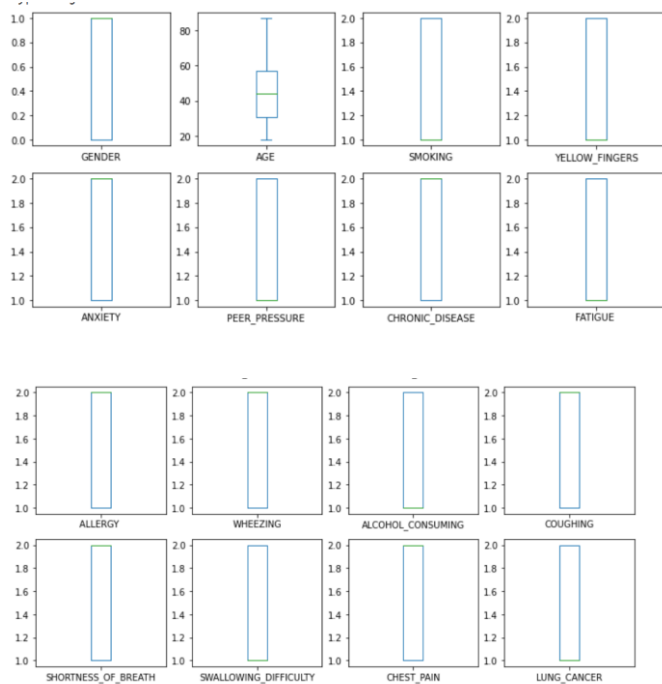 1.0 80 2.0 2.0
0.8 1.8 1.8
0.6 60 1.6 1.6
0.4 40 1.4 1.4
0.2 1.2 1.2
0.0 20 1.0 1.0
GENDER AGE SMOKING YELLOW_FINGERS
2.0 2.0 2.0 2.0
1.8 1.8 1.8 1.8
1.6 1.6 1.6 1.6
1.4 1.4 1.4 1.4
1.2 1.2 1.2 1.2
1.0 1.0 1.0 1.0
ANXIETY PEER_PRESSURE CHRONIC_DISEASE FATIGUE
2.0 2.0 2.0 2.0
1.8 1.8 1.8 1.8
1.6 1.6 1.6 1.6
1.4 1.4 1.4 1.4
1.2 1.2 1.2 1.2
1.0 1.0 1.0 1.0
ALLERGY WHEEZING ALCOHOL_CONSUMING COUGHING
2.0 2.0 2.0 2.0
1.8 1.8 1.8 1.8
1.6 1.6 1.6 1.6
1.4 1.4 1.4 1.4
1.2 1.2 1.2 1.2
1.0 1.0 1.0 1.0
SHORTNESS_OF_BREATH SWALLOWING_DIFFICULTY CHEST_PAIN LUNG_CANCER